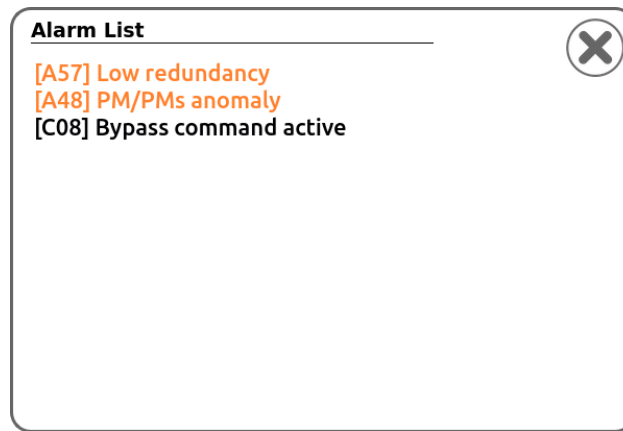 Alarm List
[A57] Low redundancy
[A48] PM/PMs anomaly
[C08] Bypass command active